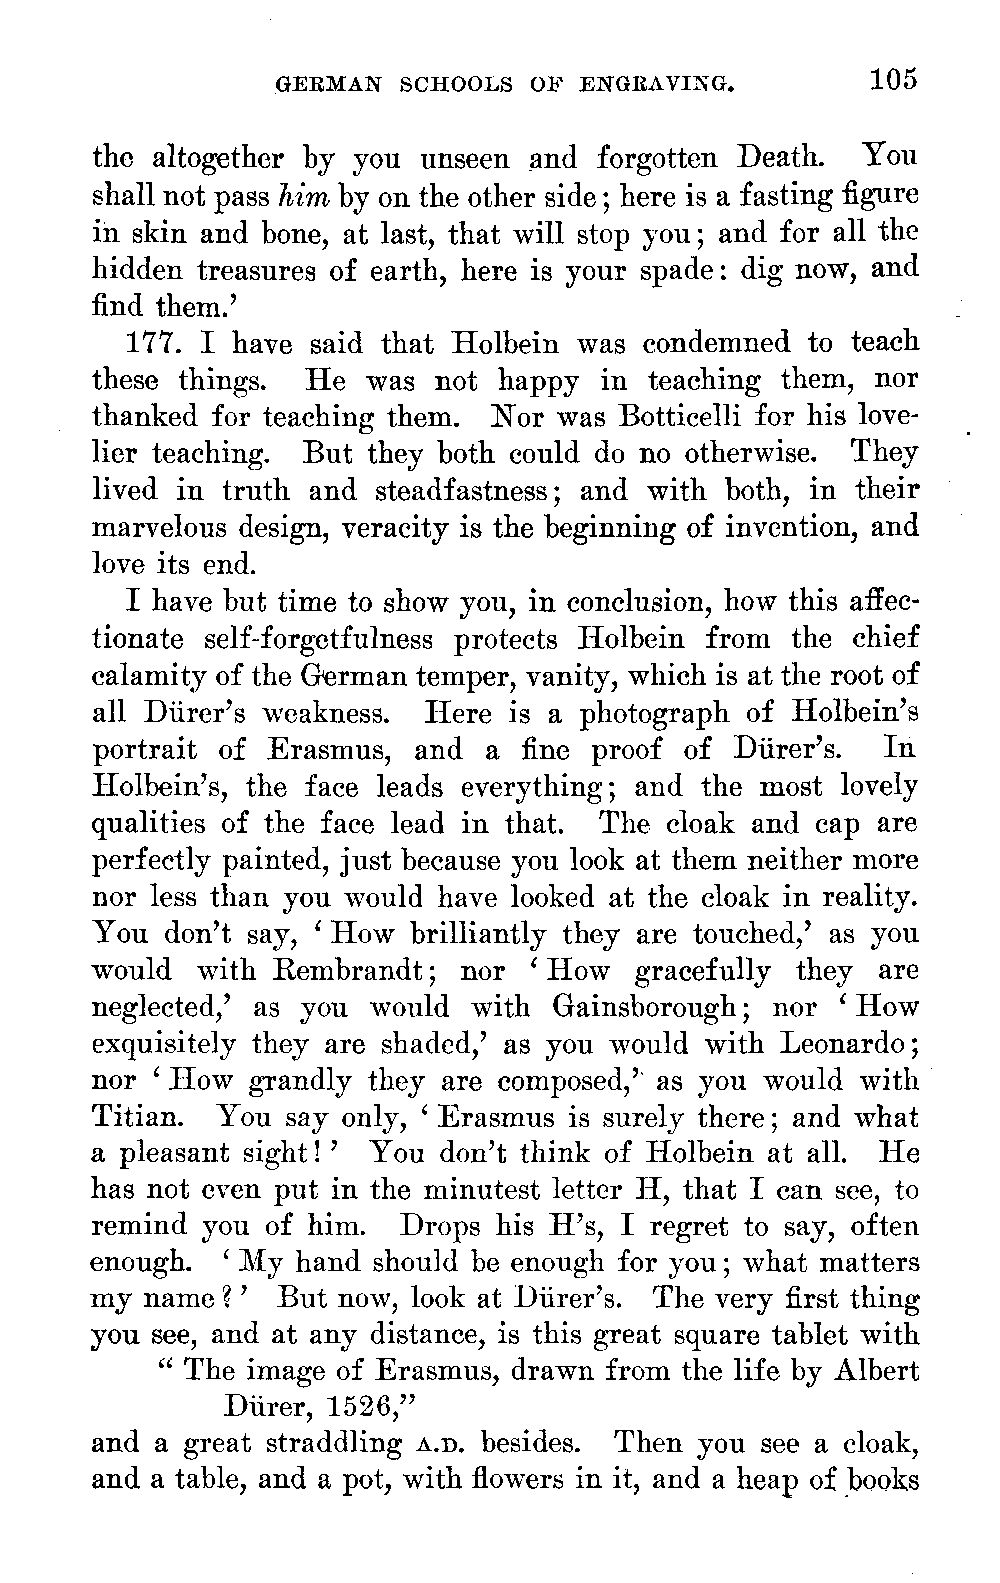 GERMAN SCHOOLS OF ENGRAVING. 105
the altogether by you unseen and forgotten Death. You
shall not pass him by on the other side; here is a fasting figure
in skin and bone, at last, that will stop you; and for all the
hidden treasures of earth, here is your spade: dig now, and
find them.’
177. I have said that Holbein was condemned to teach
these things. He was not happy in teaching them, nor
thanked for teaching them. Nor was Botticelli for his love-
lier teaching. But they both could do no otherwise. They
lived in truth and steadfastness; and with both, in their
marvelous design, veracity is the beginning of invention, and
love its end.
I have but time to show you, in conclusion, how this affec-
tionate self-forgetfulness protects Holbein from the chief
calamity of the German temper, vanity, which is at the root of
all Dürer’s weakness. Here is a photograph of Holbein’s
portrait of Erasmus, and a fine proof of Dürer’s. In
Holbein’s, the face leads everything; and the most lovely
qualities of the face lead in that. The cloak and cap are
perfectly painted, just because you look at them neither more
nor less than you would have looked at the cloak in reality.
You don’t say, ‘How brilliantly they are touched,’ as you
would with Rembrandt; nor ‘How gracefully they are
neglected,’ as you would with Gainsborough; nor ‘How
exquisitely they are shaded,’ as you would with Leonardo;
nor ‘How grandly they are composed,’ as you would with
Titian. You say only, ‘Erasmus is surely there; and what
a pleasant sight!’ You don’t think of Holbein at all. He
has not even put in the minutest letter H, that I can see, to
remind you of him. Drops his H’s, I regret to say, often
enough. ‘My hand should be enough for you; what matters
my name?’ But now, look at Dürer’s. The very first thing
you see, and at any distance, is this great square tablet with
“The image of Erasmus, drawn from the life by Albert
Dürer, 1526,”
and a great straddling A.D. besides. Then you see a cloak,
and a table, and a pot, with flowers in it, and a heap of books